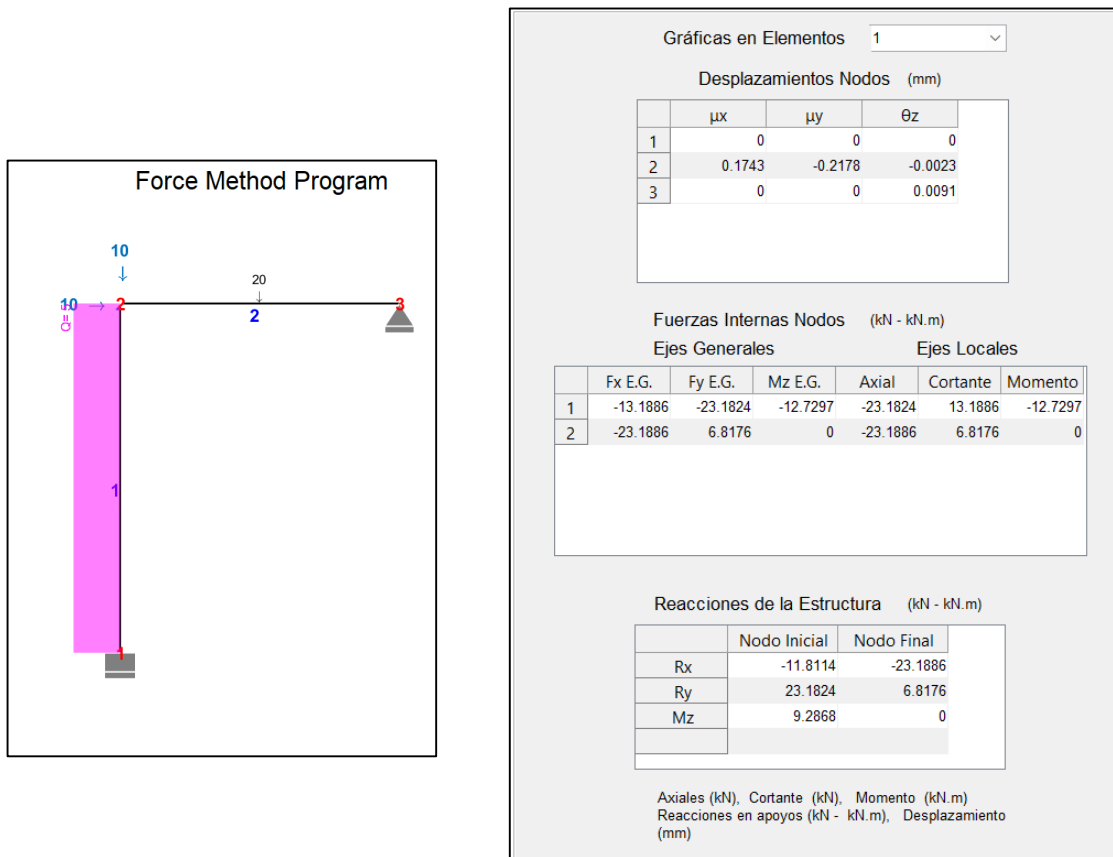 Force Method Program
10
10
2
20
3
Q= 5
2
1
1
Gráficas en Elementos 1
Desplazamientos Nodos (mm)
μx μy θz
1 0 0 0
2 0.1743 -0.2178 -0.0023
3 0 0 0.0091
Fuerzas Internas Nodos (kN - kN.m)
Ejes Generales Ejes Locales
Fx E.G. Fy E.G. Mz E.G. Axial Cortante Momento
1 -13.1886 -23.1824 -12.7297 -23.1824 13.1886 -12.7297
2 -23.1886 6.8176 0 -23.1886 6.8176 0
Reacciones de la Estructura (kN - kN.m)
Nodo Inicial Nodo Final
Rx -11.8114 -23.1886
Ry 23.1824 6.8176
Mz 9.2868 0
Axiales (kN), Cortante (kN), Momento (kN.m)
Reacciones en apoyos (kN - kN.m), Desplazamiento
(mm)